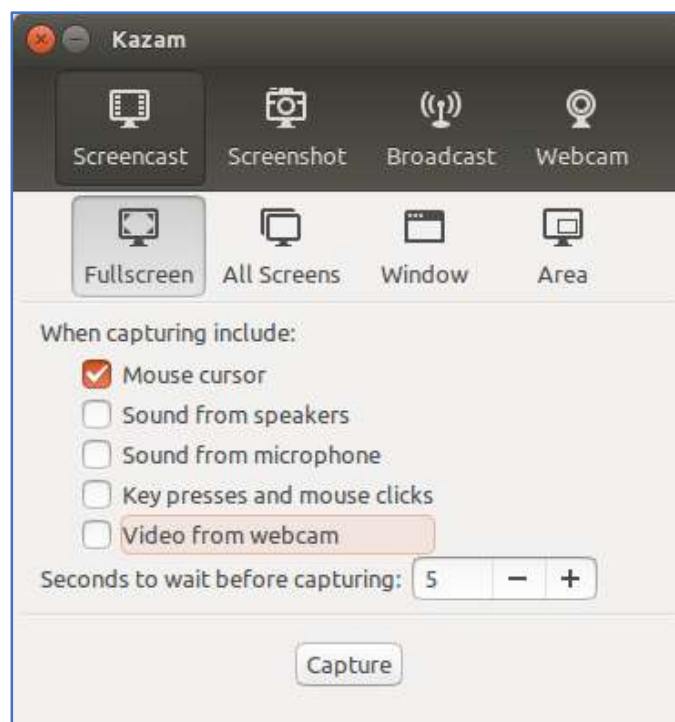 Kazam
Screencast Screenshot Broadcast Webcam
Fullscreen All Screens Window Area
When capturing include:
Mouse cursor
Sound from speakers
Sound from microphone
Key presses and mouse clicks
Video from webcam
Seconds to wait before capturing: 5 − +
Capture